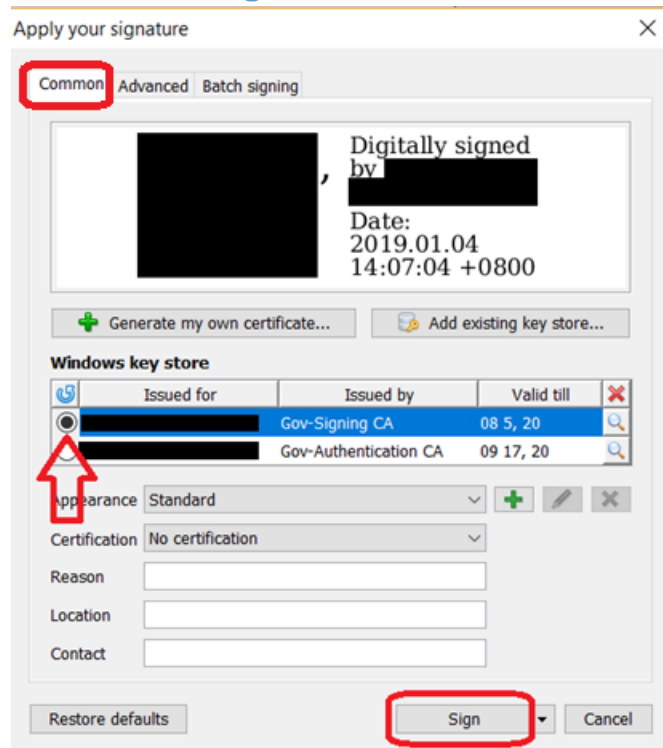 Apply your signature
Common Advanced Batch signing
Digitally signed
, by
Date:
2019.01.04
14:07:04 +0800
Generate my own certificate... Add existing key store...
Windows key store
Issued for Issued by Valid till
Gov-Signing CA 08 5, 20
Gov-Authentication CA 09 17, 20
Appearance Standard
Certification No certification
Reason
Location
Contact
Restore defaults Sign Cancel